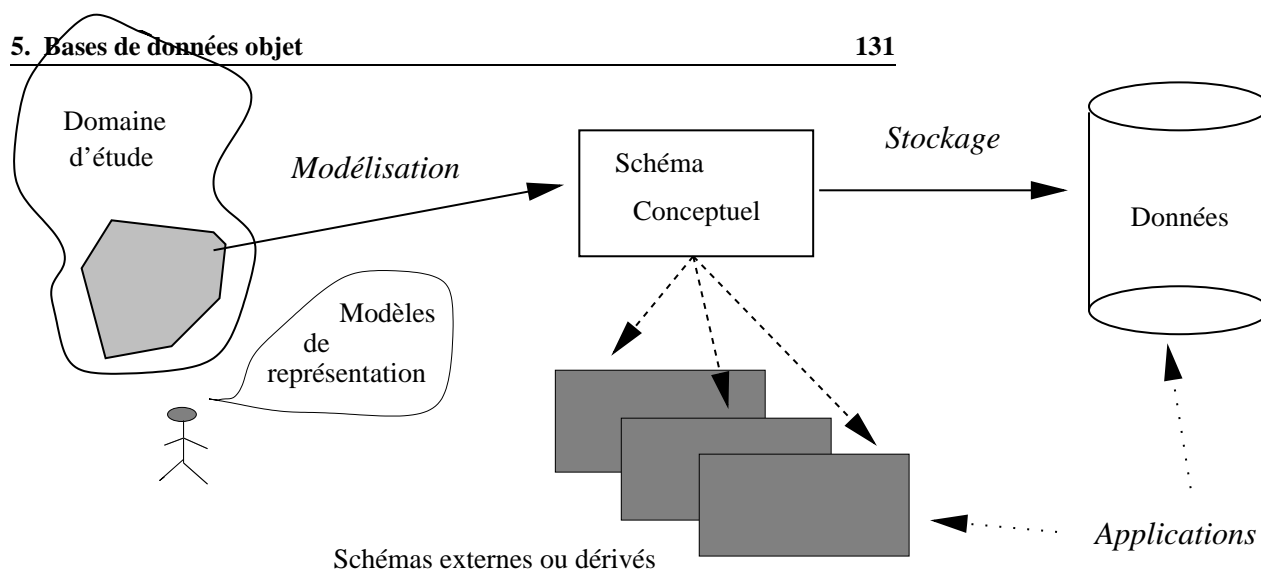 5. Bases de données objet 131
Domaine
d'étude
Modélisation
Schéma
Conceptuel
Stockage
Données
Modèles
de
représentation
Applications
Schémas externes ou dérivés